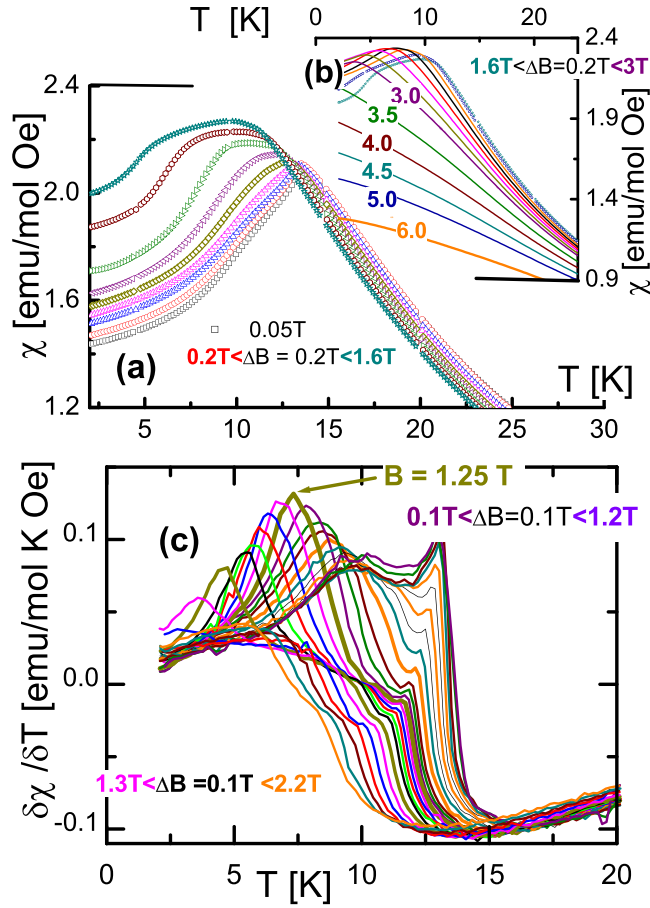 T [K]
0 10 20
2.4
(b)
1.6T<ΔB=0.2T<3T
3.0
3.5
4.0
4.5
5.0
6.0
1.9
1.4
0.9
χ [emu/mol Oe]
2.4
2.0
1.6
1.2
χ [emu/mol Oe]
0.05T
0.2T<ΔB = 0.2T<1.6T
(a)
T [K]
5 10 15 20 25 30
B = 1.25 T
0.1T<ΔB=0.1T<1.2T
(c)
0.1
0.0
-0.1
δχ/δT [emu/mol K Oe]
1.3T<ΔB =0.1T <2.2T
0 5 10 15 20
T [K]